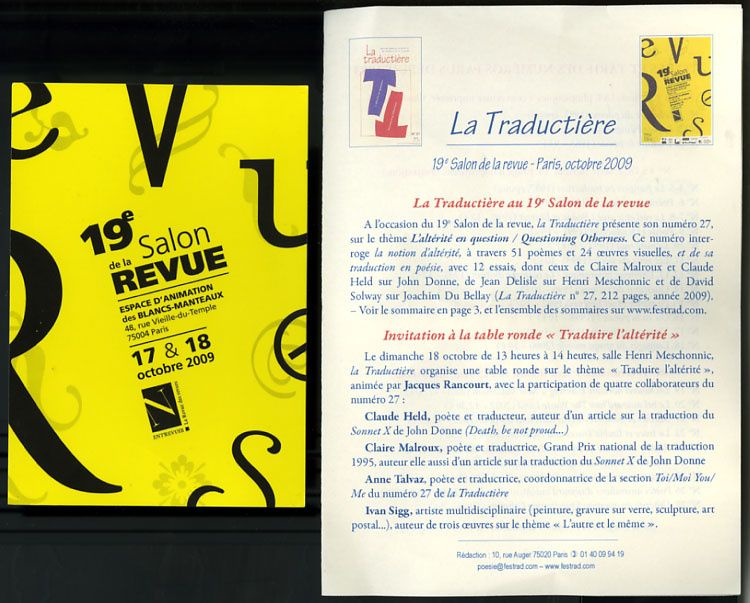 19e Salon
de la REVUE
ESPACE D'ANIMATION
des BLANCS-MANTEAUX
48, rue Vieille-du-Temple
75004 Paris
17 & 18
octobre 2009
N
ENTREVUES
La
traductière
La Traductière
19e Salon de la revue - Paris, octobre 2009
La Traductière au 19e Salon de la revue
A l'occasion du 19e Salon de la revue, la Traductière présente son numéro 27,
sur le thème L'altérité en question / Questioning Otherness. Ce numéro inter-
roge la notion d'altérité, à travers 51 poèmes et 24 œuvres visuelles, et de sa
traduction en poésie, avec 12 essais, dont ceux de Claire Malroux et Claude
Held sur John Donne, de Jean Delisle sur Henri Meschonnic et de David
Solway sur Joachim Du Bellay (La Traductière n° 27, 212 pages, année 2009).
– Voir le sommaire en page 3, et l'ensemble des sommaires sur www.festrad.com.
Invitation à la table ronde « Traduire l'altérité »
Le dimanche 18 octobre de 13 heures à 14 heures, salle Henri Meschonnic,
la Traductière organise une table ronde sur le thème « Traduire l'altérité »,
animée par Jacques Rancourt, avec la participation de quatre collaborateurs du
numéro 27 :
Claude Held, poète et traducteur, auteur d'un article sur la traduction du
Sonnet X de John Donne (Death, be not proud...)
Claire Malroux, poète et traductrice, Grand Prix national de la traduction
1995, auteur elle aussi d'un article sur la traduction du Sonnet X de John Donne
Anne Talvaz, poète et traductrice, coordonnatrice de la section Toi/Moi You/
Me du numéro 27 de la Traductière
Ivan Sigg, artiste multidisciplinaire (peinture, gravure sur verre, sculpture, art
postal...), auteur de trois œuvres sur le thème « L'autre et le même ».
Rédaction : 10, rue Auger 75020 Paris 01 40 09 94 19
poesie@festrad.com – www.festrad.com
19e Salon
REVUE